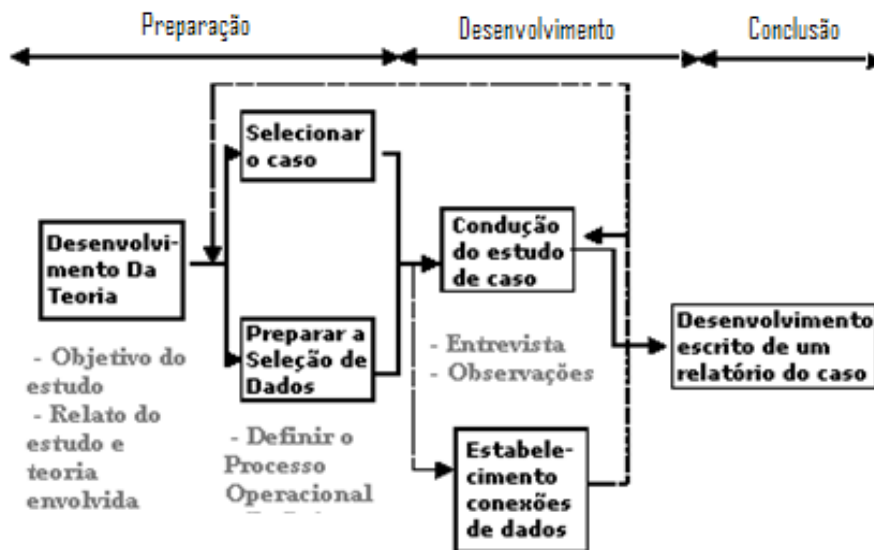 Preparação
Desenvolvimento
Conclusão
Selecionar
o caso
Desenvolvi-
mento Da
Teoria
- Objetivo do
estudo
- Relato do
estudo e
teoria
envolvida
Preparar a
Seleção de
Dados
- Definir o
Processo
Operacional
Condução
do estudo
de caso
- Entrevista
- Observações
Estabele-
cimento
conexões
de dados
Desenvolvimento
escrito de um
relatório do caso